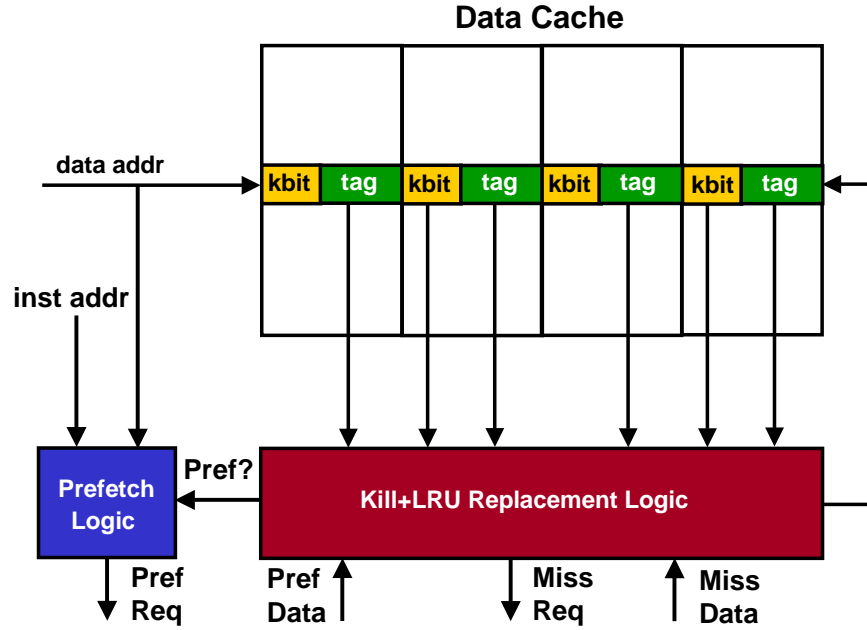 Data Cache
data addr
kbit tag kbit tag kbit tag kbit tag
inst addr
Prefetch
Logic
Pref?
Kill+LRU Replacement Logic
Pref
Req
Pref
Data
Miss
Req
Miss
Data